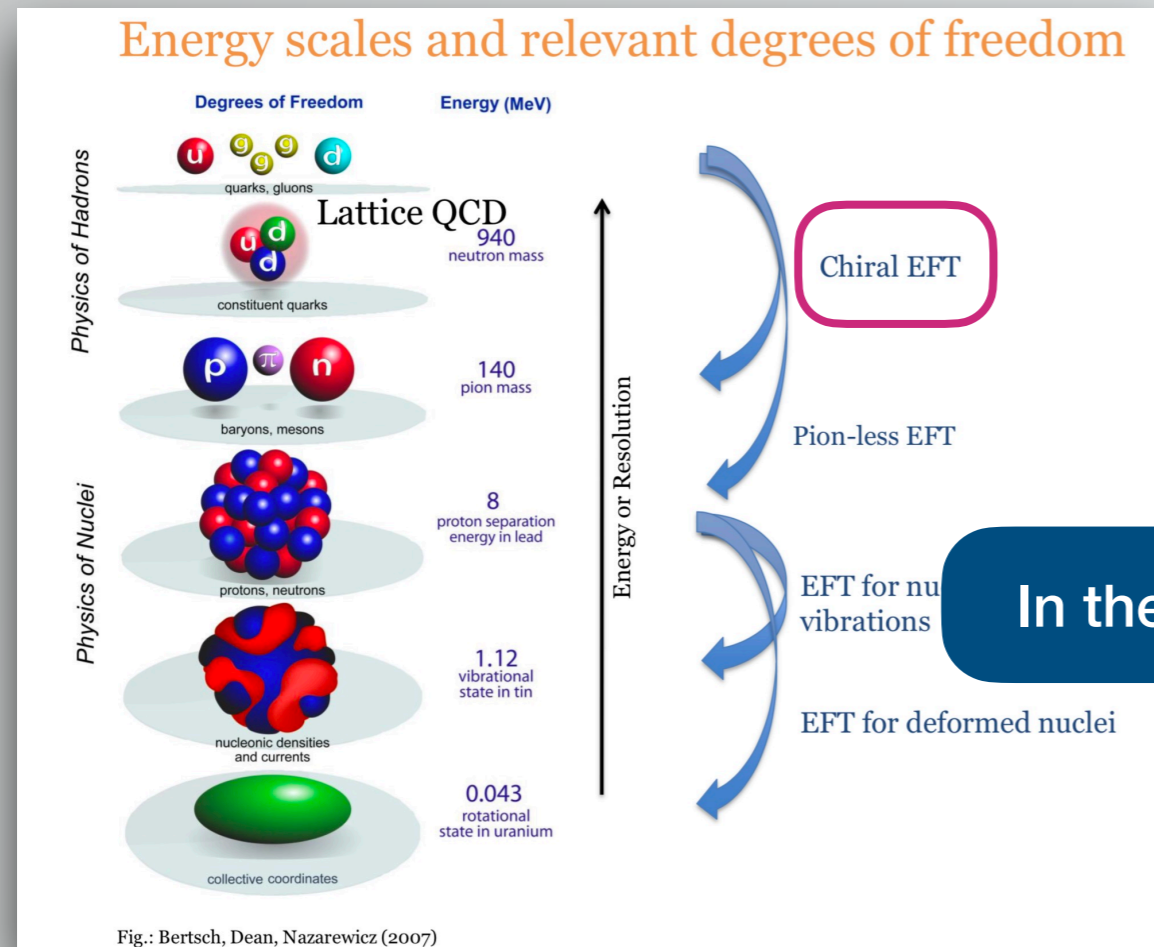 Energy scales and relevant degrees of freedom
Degrees of Freedom
Energy (MeV)
Physics of Hadrons
u g g g d
quarks, gluons
Lattice QCD
u d d
940
neutron mass
constituent quarks
p π n
140
pion mass
baryons, mesons
Physics of Nuclei
8
proton separation
energy in lead
protons, neutrons
1.12
vibrational
state in tin
nucleonic densities
and currents
0.043
rotational
state in uranium
collective coordinates
Energy or Resolution
Chiral EFT
Pion-less EFT
EFT for nu
vibrations
In the
EFT for deformed nuclei
Fig.: Bertsch, Dean, Nazarewicz (2007)